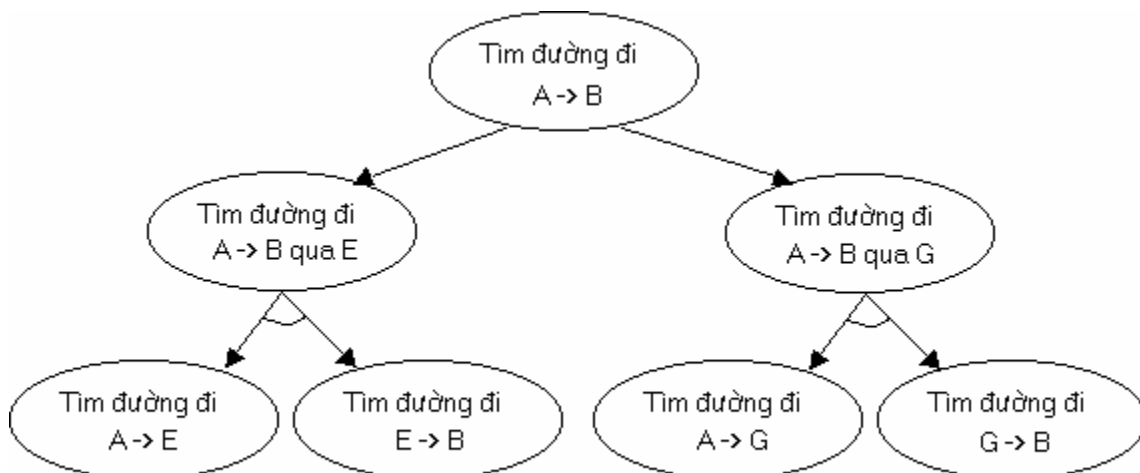 Tìm đường đi
A -> B
Tìm đường đi
A -> B qua E
Tìm đường đi
A -> B qua G
Tìm đường đi
A -> E
Tìm đường đi
E -> B
Tìm đường đi
A -> G
Tìm đường đi
G -> B